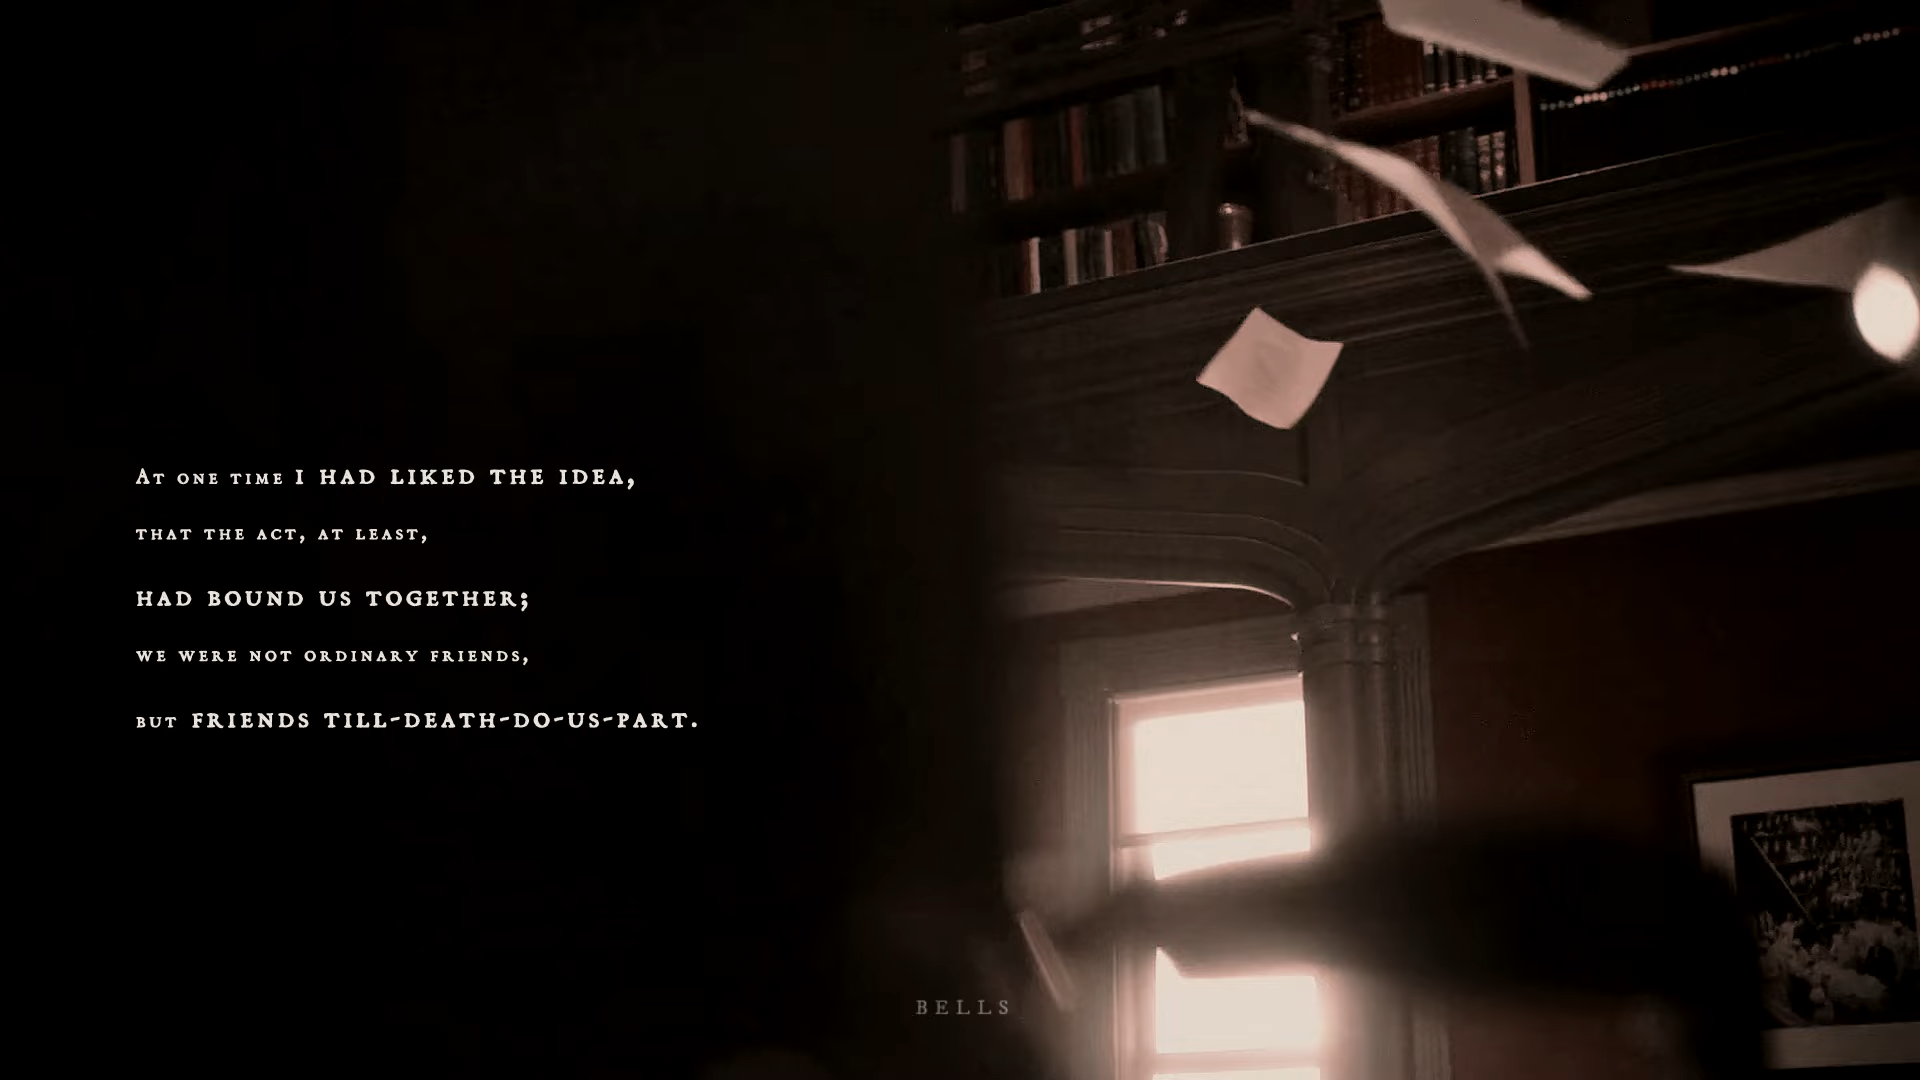 At one time I had liked the idea,
that the act, at least,
had bound us together;
we were not ordinary friends,
but friends till-death-do-us-part.
BELLS